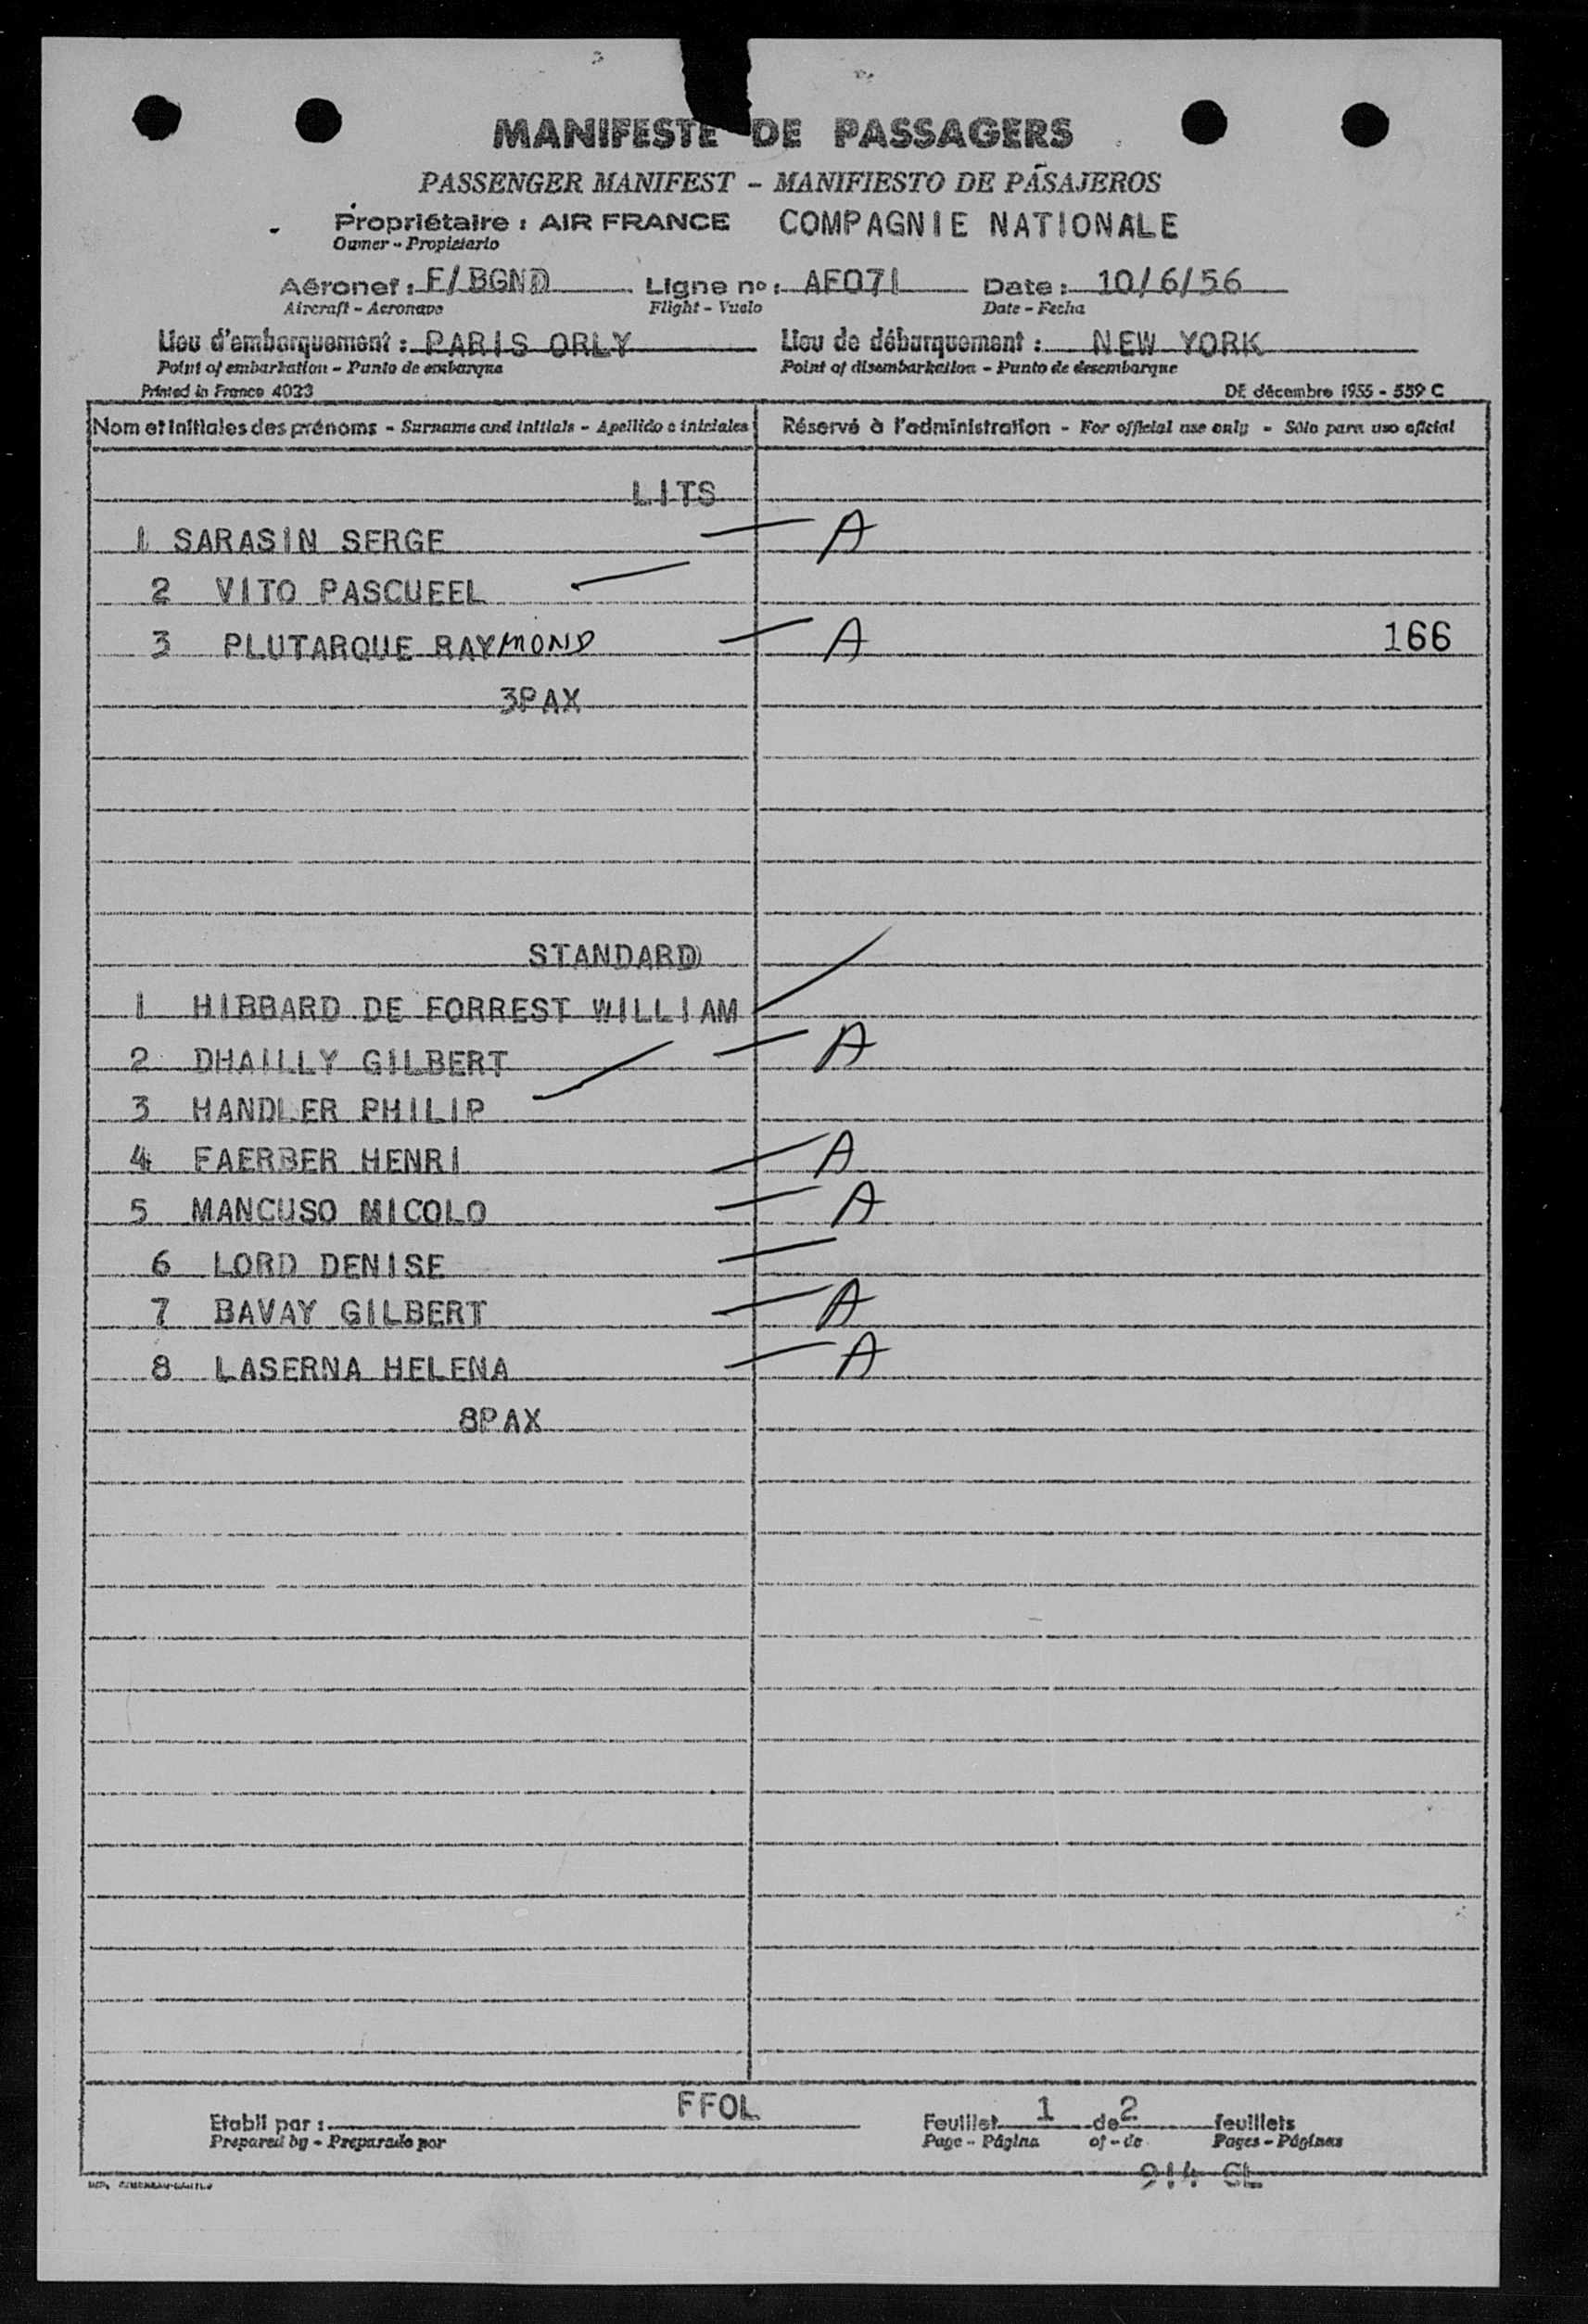 MANIFESTE DE PASSAGERS
PASSENGER MANIFEST - MANIFIESTO DE PASAJEROS
Propriétaire : AIR FRANCE COMPAGNIE NATIONALE
Owner - Propietario
Aéronef : F/BGND Ligne no : AF071 Date : 10/6/56
Aircraft - Aeronave Flight - Vuelo Date - Fecha
Lieu d'embarquement : PARIS ORLY Lieu de débarquement : NEW YORK
Point of embarkation - Punto de embarque Point of disembarkation - Punto de desembarque
Printed in France 4033 DE décembre 1955 - 559 C
Nom et initiales des prénoms - Surname and initials - Apellido e iniciales Réservé à l'administration - For official use only - Sólo para uso oficial
LITS
1 SARASIN SERGE A
2 VITO PASCUEEL
3 PLUTARQUE RAYMOND A 166
3PAX
STANDARD
1 HIBBARD DE FORREST WILLIAM
2 DHAILLY GILBERT A
3 HANDLER PHILIP
4 FAERBER HENRI A
5 MANCUSO MICOLO A
6 LORD DENISE
7 BAVAY GILBERT A
8 LASERNA HELENA A
8PAX
FFOL
Etabli par : Feuillet 1 de 2 feuillets
Prepared by - Preparado por Page - Página of - de Pages - Páginas
914 GL